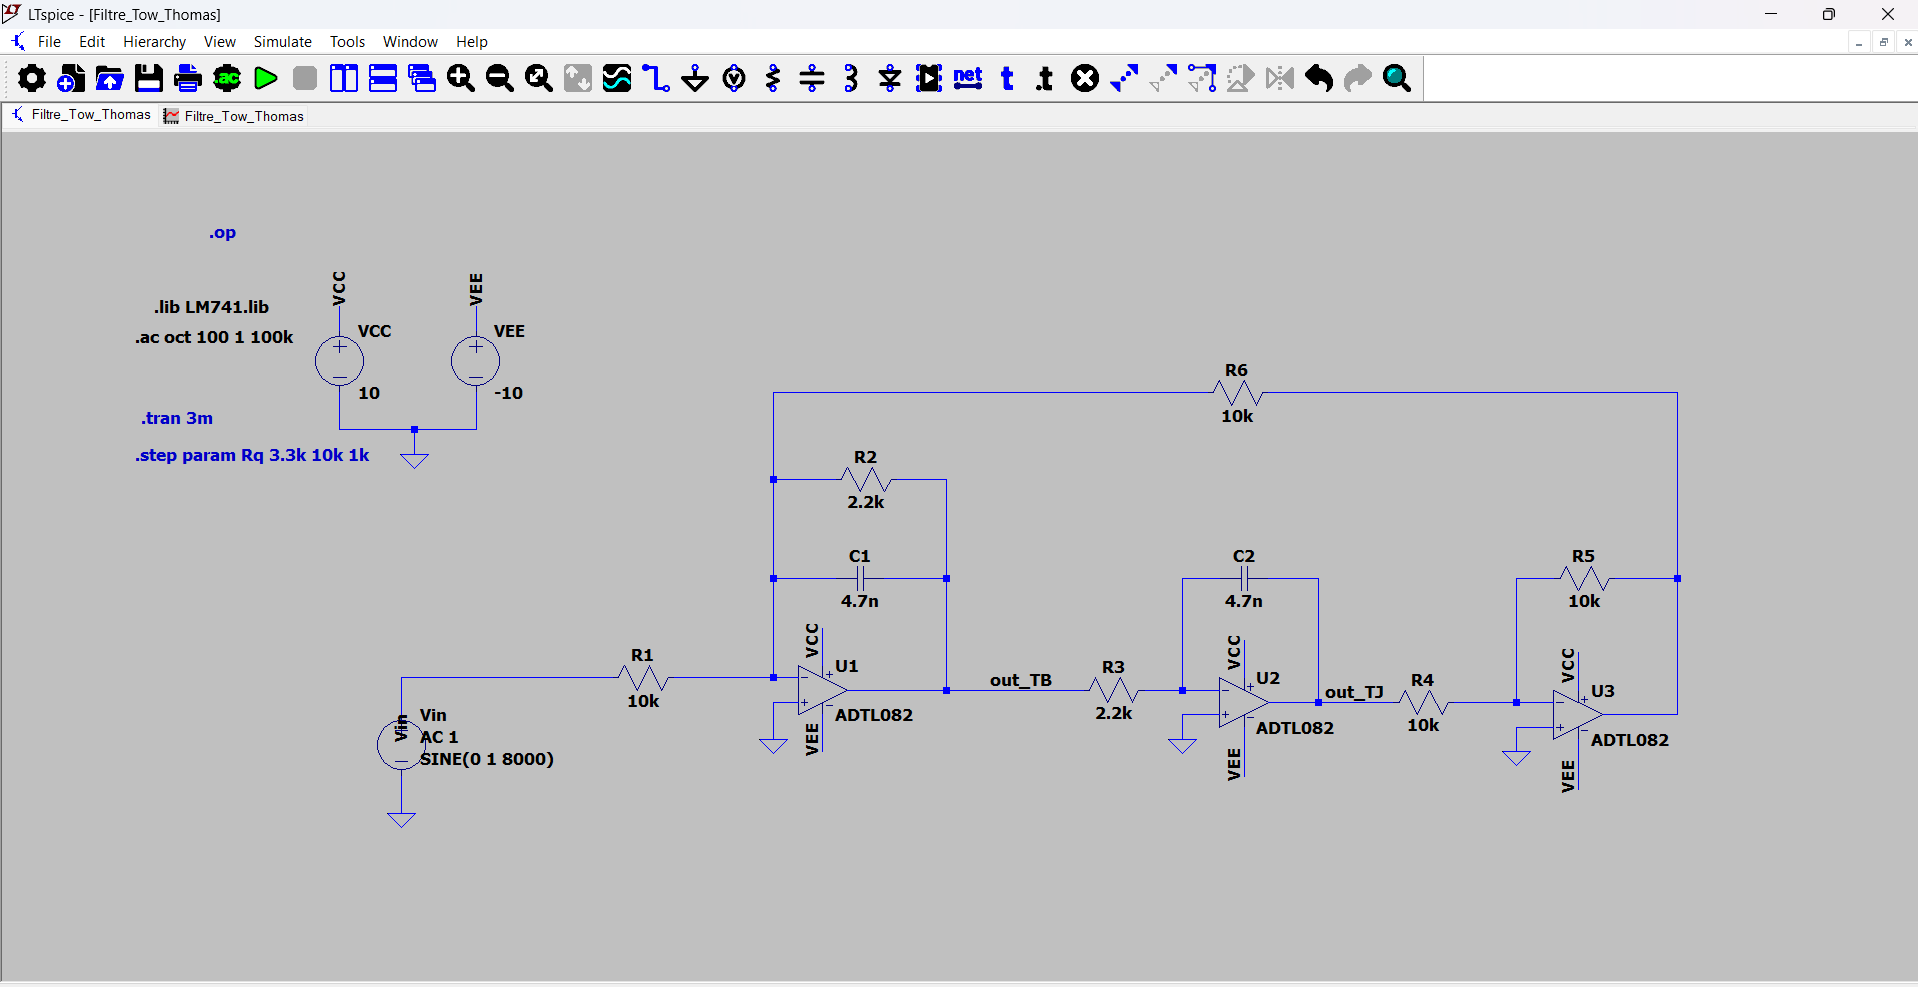 LTspice - [Filtre_Tow_Thomas]
File Edit Hierarchy View Simulate Tools Window Help
.ac
net
t
.t
Filtre_Tow_Thomas
Filtre_Tow_Thomas
.op
.lib LM741.lib
.ac oct 100 1 100k
.tran 3m
.step param Rq 3.3k 10k 1k
VCC
VCC
10
VEE
VEE
-10
R6
10k
R2
2.2k
C1
4.7n
C2
4.7n
R5
10k
R1
10k
Vin
Vin
AC 1
SINE(0 1 8000)
VCC
U1
ADTL082
VEE
out_TB
R3
2.2k
VCC
U2
ADTL082
VEE
out_TJ
R4
10k
VCC
U3
ADTL082
VEE